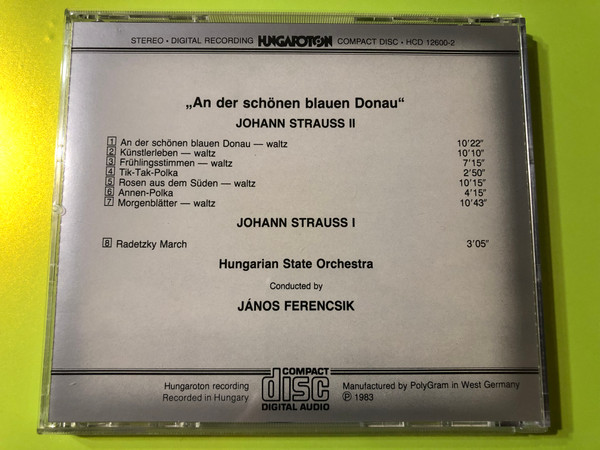 STEREO • DIGITAL RECORDING HUNGAROTON COMPACT DISC • HCD 12600-2
„An der schönen blauen Donau“
JOHANN STRAUSS II
1 An der schönen blauen Donau — waltz 10'22"
2 Künstlerleben — waltz 10'10"
3 Frühlingsstimmen — waltz 7'15"
4 Tik-Tak-Polka 2'50"
5 Rosen aus dem Süden — waltz 10'15"
6 Annen-Polka 4'15"
7 Morgenblätter — waltz 10'43"
JOHANN STRAUSS I
8 Radetzky March 3'05"
Hungarian State Orchestra
Conducted by
JÁNOS FERENCSIK
Hungaroton recording
Recorded in Hungary
COMPACT
disc
DIGITAL AUDIO
Manufactured by PolyGram in West Germany
℗ 1983